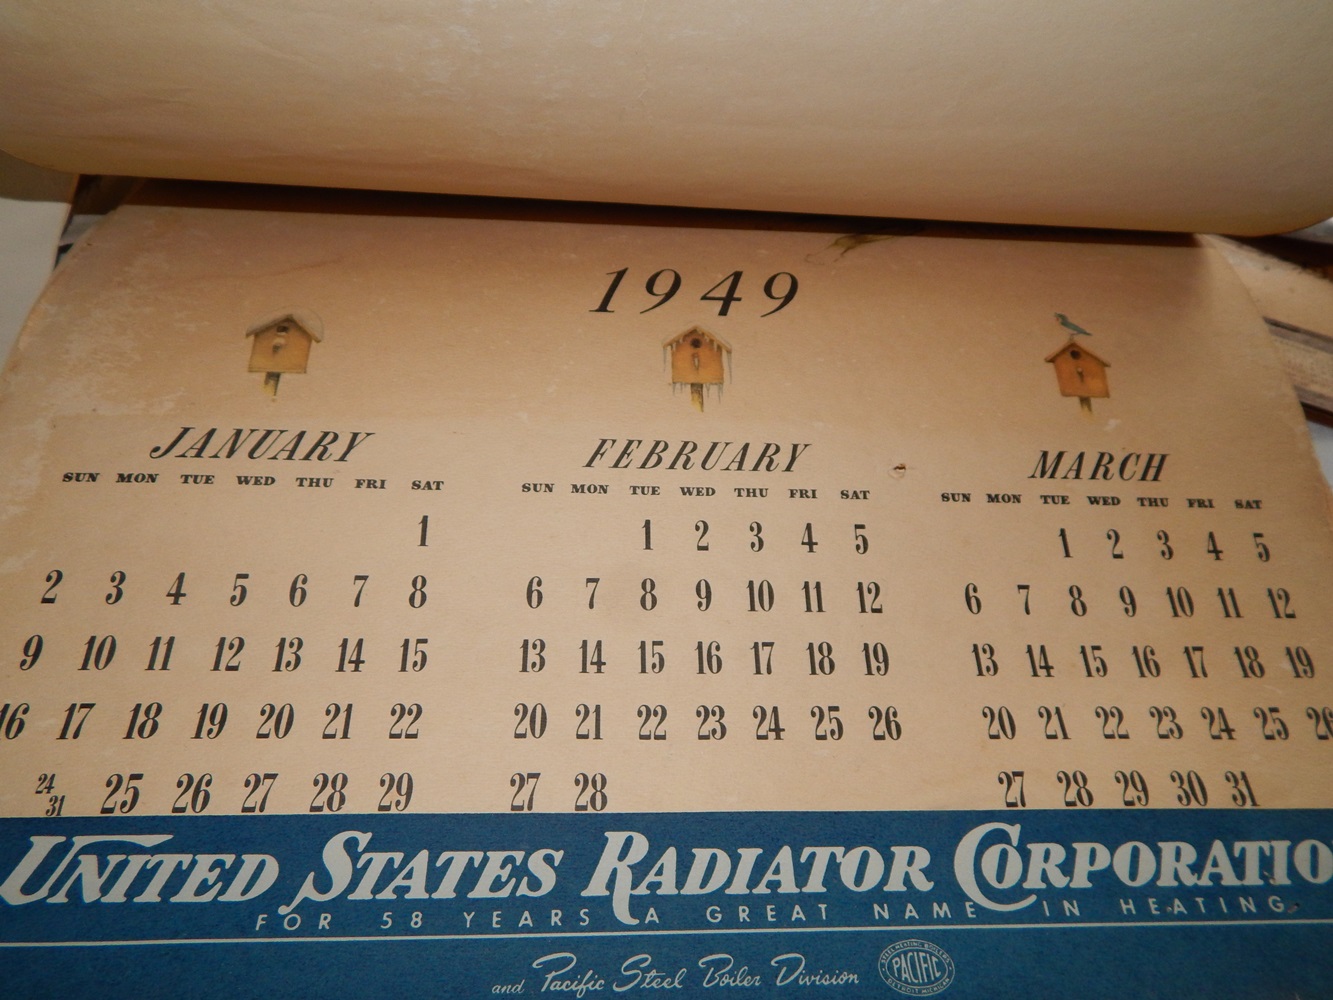 1949
JANUARY
SUN MON TUE WED THU FRI SAT
1
2 3 4 5 6 7 8
9 10 11 12 13 14 15
16 17 18 19 20 21 22
24/31 25 26 27 28 29
FEBRUARY
SUN MON TUE WED THU FRI SAT
1 2 3 4 5
6 7 8 9 10 11 12
13 14 15 16 17 18 19
20 21 22 23 24 25 26
27 28
MARCH
SUN MON TUE WED THU FRI SAT
1 2 3 4 5
6 7 8 9 10 11 12
13 14 15 16 17 18 19
20 21 22 23 24 25 26
27 28 29 30 31
UNITED STATES RADIATOR CORPORATIO
FOR 58 YEARS A GREAT NAME IN HEATING
and Pacific Steel Boiler Division
STEEL HEATING BOILERS
PACIFIC
DETROIT MICHIGAN